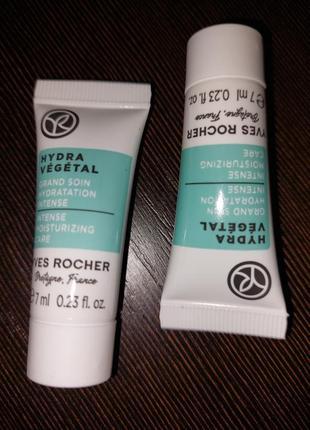 HYDRA
VÉGÉTAL
GRAND SOIN
HYDRATATION
INTENSE
INTENSE
MOISTURIZING
CARE
YVES ROCHER
Bretagne, France
7 ml 0.23 fl. oz.
HYDRA
VÉGÉTAL
GRAND SOIN
HYDRATATION
INTENSE
INTENSE
MOISTURIZING
CARE
YVES ROCHER
Bretagne, France
℮7 ml 0.23 fl. oz.